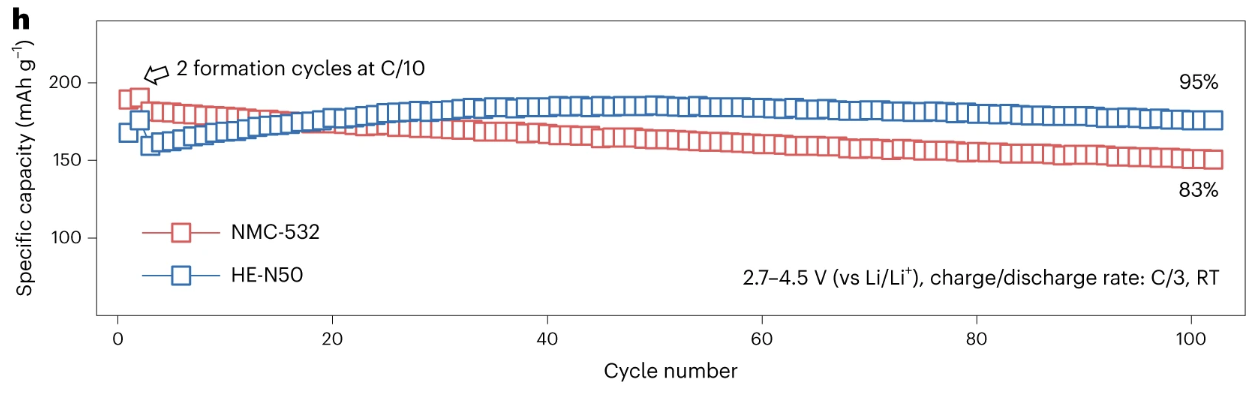 h
Specific capacity (mAh g⁻¹)
200
150
100
2 formation cycles at C/10
95%
83%
NMC-532
HE-N50
2.7–4.5 V (vs Li/Li⁺), charge/discharge rate: C/3, RT
0 20 40 60 80 100
Cycle number